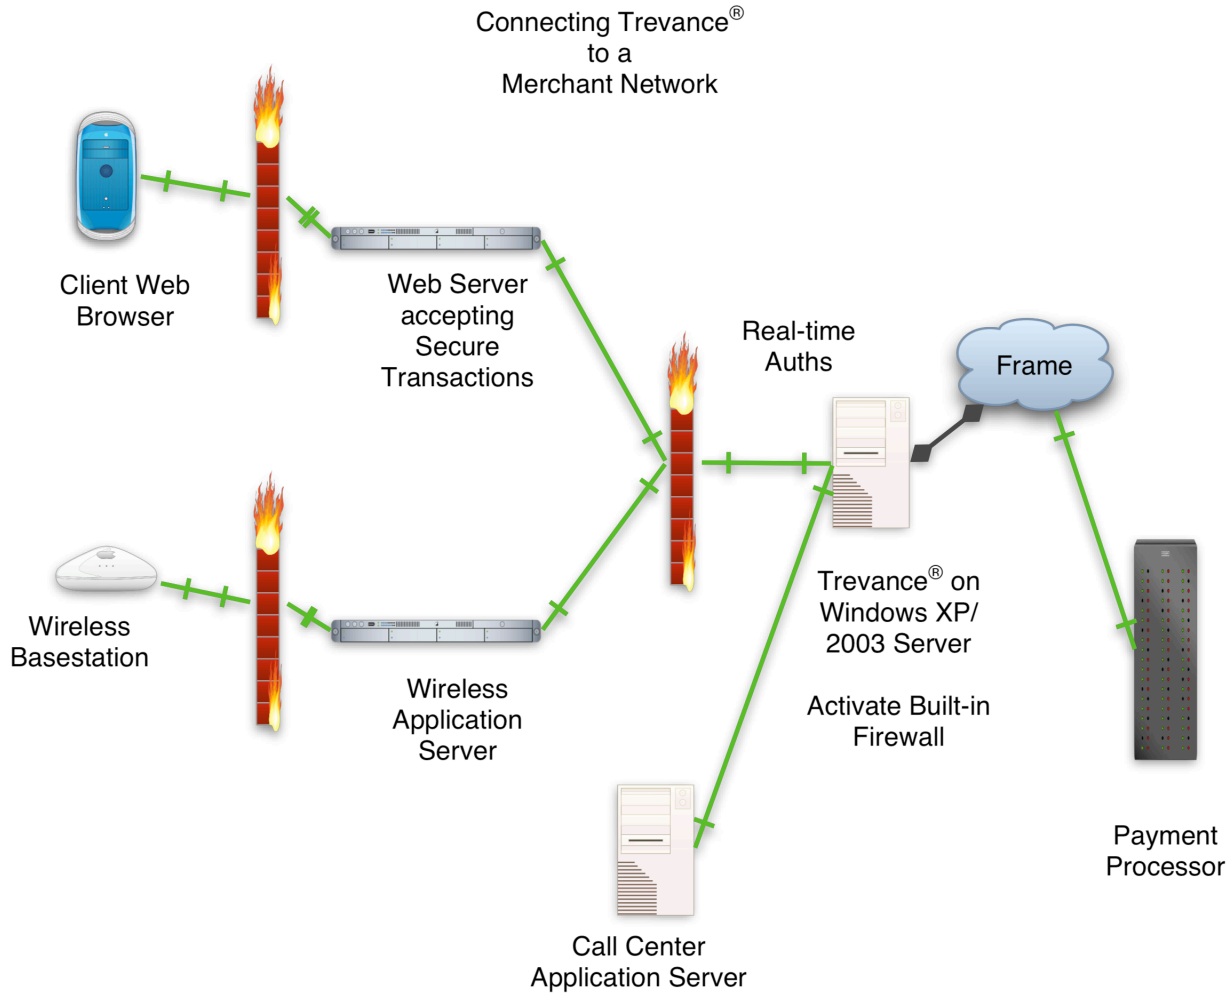 Connecting Trevance®
to a
Merchant Network
Client Web
Browser
Web Server
accepting
Secure
Transactions
Real-time
Auths
Frame
Wireless
Basestation
Wireless
Application
Server
Trevance® on
Windows XP/
2003 Server
Activate Built-in
Firewall
Payment
Processor
Call Center
Application Server